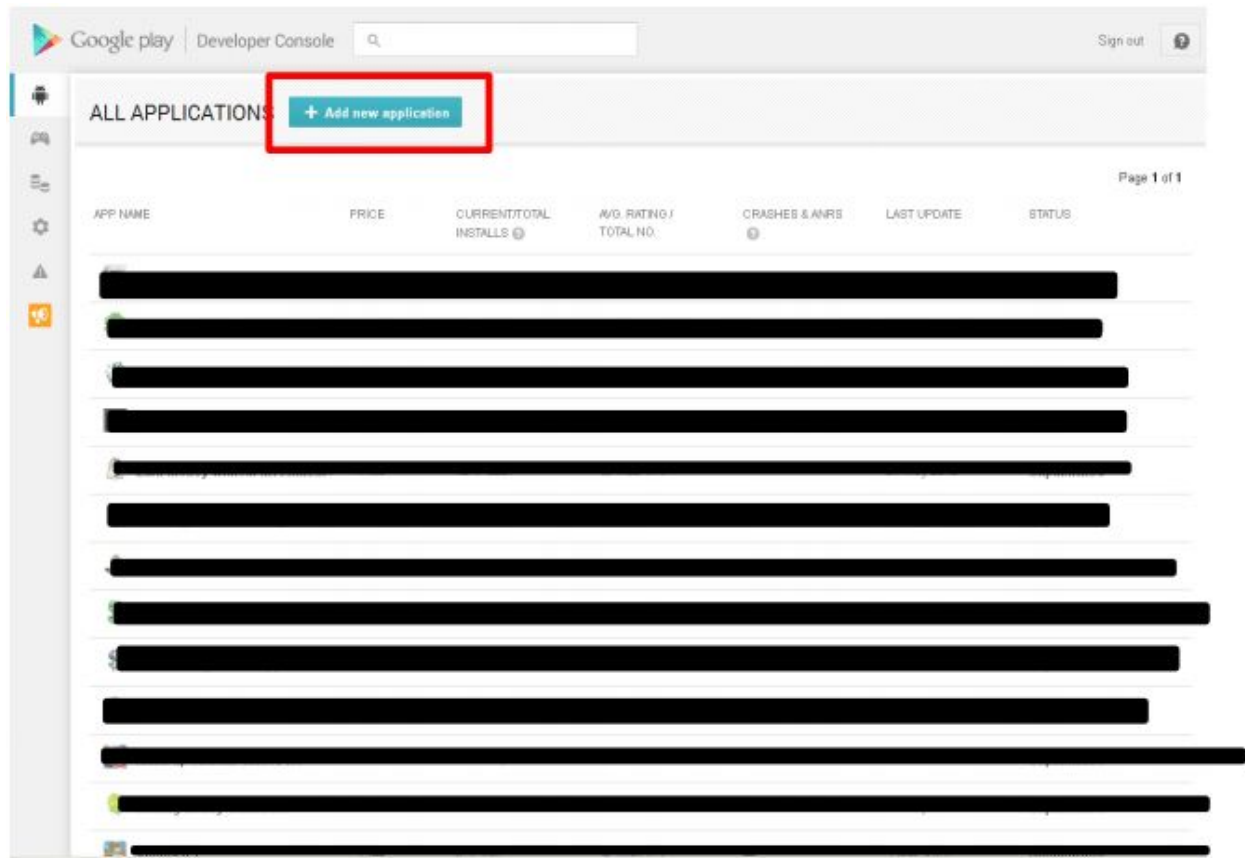 Google play Developer Console Sign out
ALL APPLICATIONS + Add new application
Page 1 of 1
APP NAME PRICE CURRENT/TOTAL INSTALLS AVG. RATING / TOTAL NO. CRASHES & ANRS LAST UPDATE STATUS